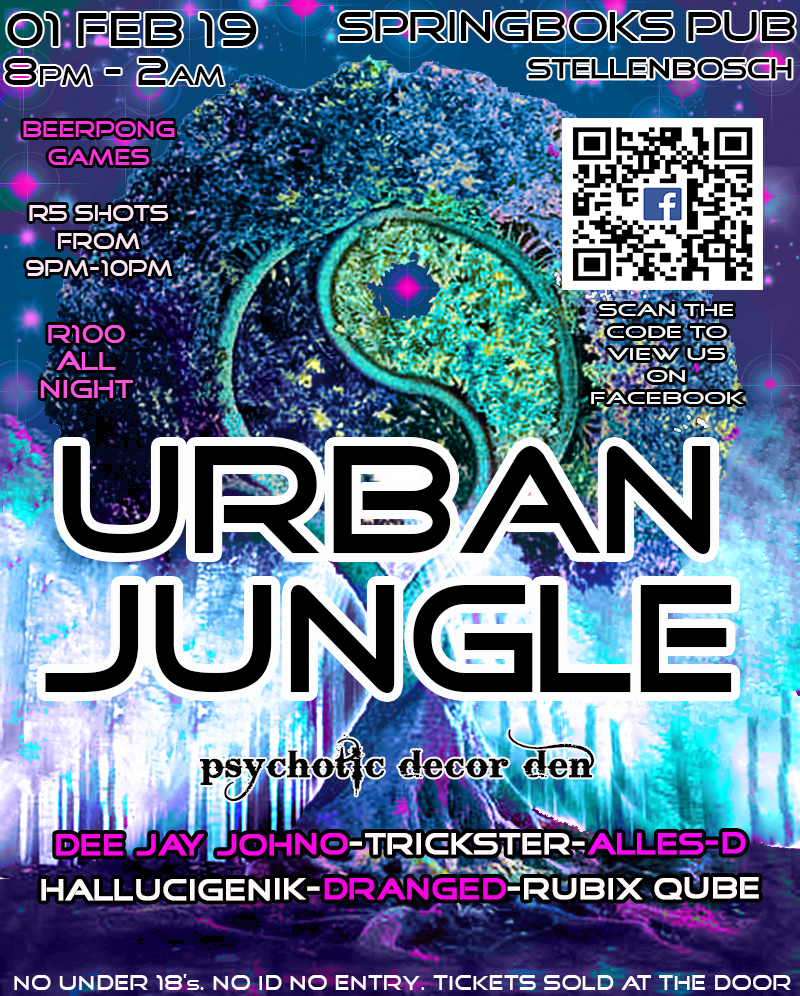 01 FEB 19
8PM - 2AM
SPRINGBOKS PUB
STELLENBOSCH
BEERPONG
GAMES
R5 SHOTS
FROM
9PM-10PM
R100
ALL
NIGHT
SCAN THE
CODE TO
VIEW US
ON
FACEBOOK
URBAN
JUNGLE
psychotic decor den
DEE JAY JOHNO-TRICKSTER-ALLES-D
HALLUCIGENIK-DRANGED-RUBIX QUBE
NO UNDER 18's. NO ID NO ENTRY. TICKETS SOLD AT THE DOOR